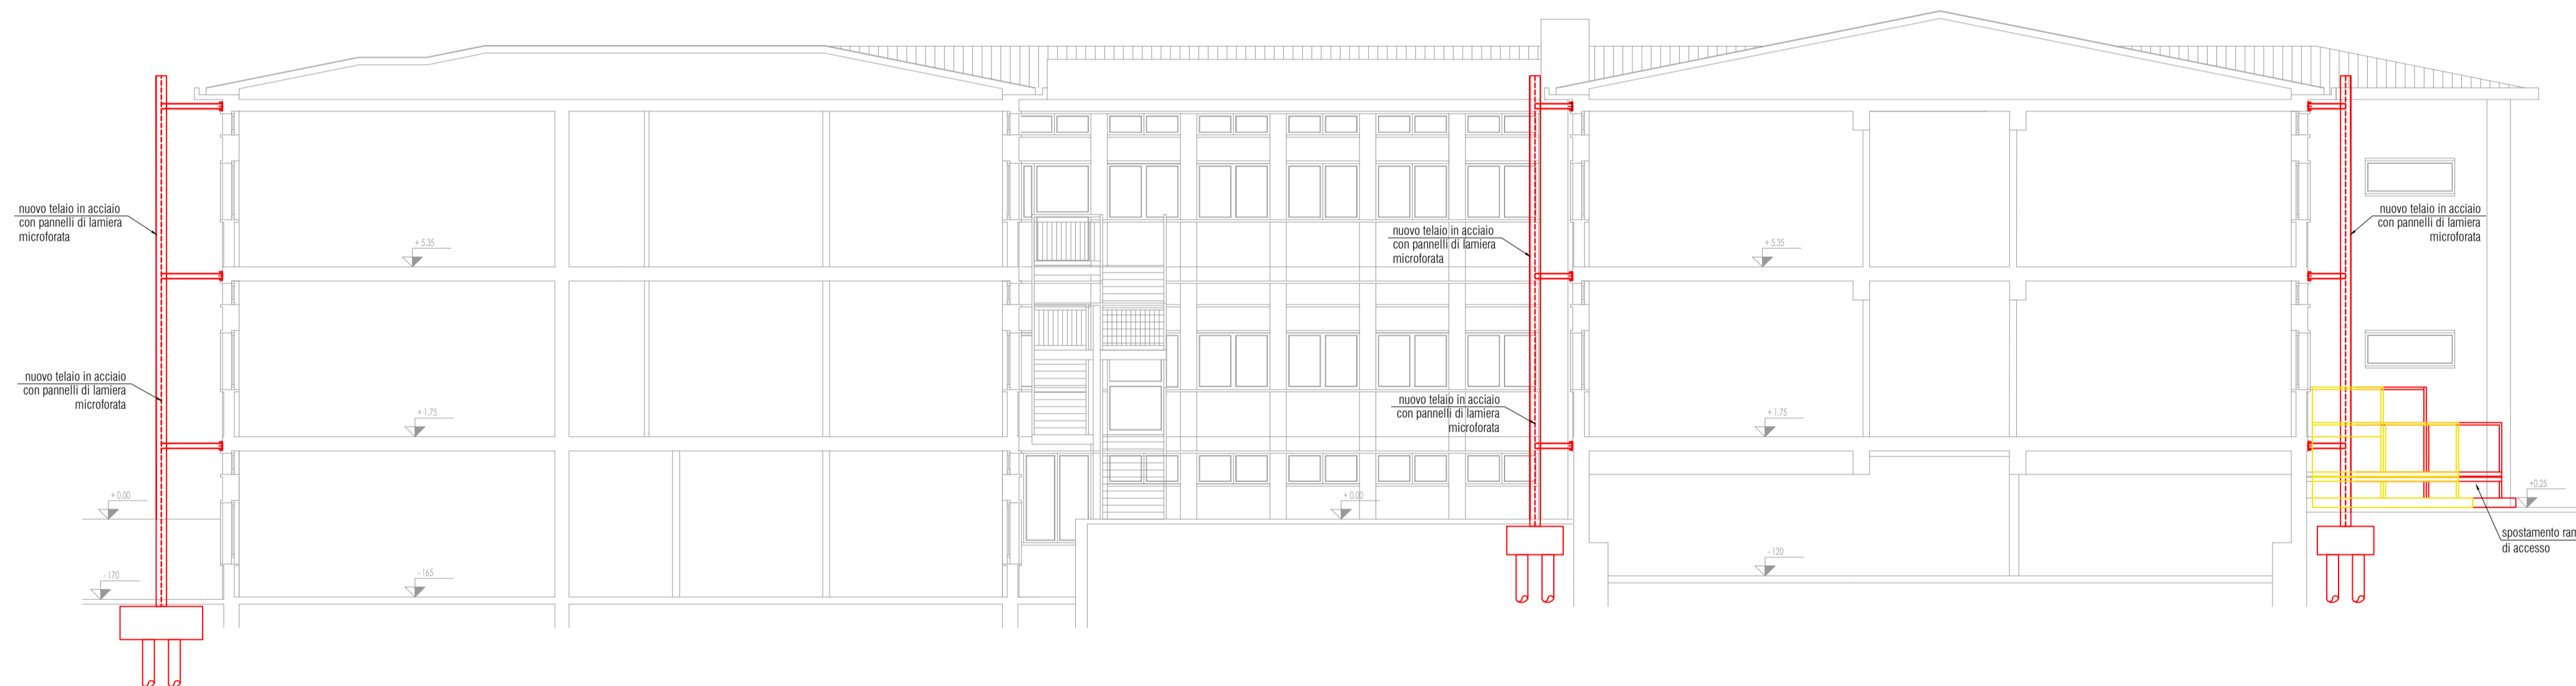 nuovo telaio in acciaio
con pannelli di lamiera
microforata
nuovo telaio in acciaio
con pannelli di lamiera
microforata
+ 5.35
+ 1.75
+ 0.00
- 170
- 165
nuovo telaio in acciaio
con pannelli di lamiera
microforata
nuovo telaio in acciaio
con pannelli di lamiera
microforata
+ 0.00
+ 5.35
+ 1.75
- 120
nuovo telaio in acciaio
con pannelli di lamiera
microforata
+0.25
spostamento
di accesso